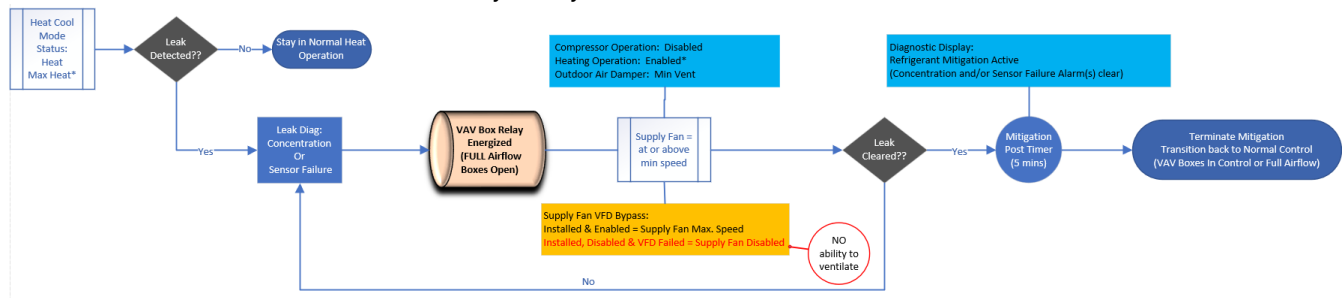 Heat Cool
Mode
Status:
Heat
Max Heat*
Leak
Detected??
No
Stay in Normal Heat
Operation
Yes
Leak Diag:
Concentration
Or
Sensor Failure
VAV Box Relay
Energized
(FULL Airflow
Boxes Open)
Compressor Operation: Disabled
Heating Operation: Enabled*
Outdoor Air Damper: Min Vent
Supply Fan =
at or above
min speed
Supply Fan VFD Bypass:
Installed & Enabled = Supply Fan Max. Speed
Installed, Disabled & VFD Failed = Supply Fan Disabled
NO
ability to
ventilate
Leak
Cleared??
No
Yes
Diagnostic Display:
Refrigerant Mitigation Active
(Concentration and/or Sensor Failure Alarm(s) clear)
Mitigation
Post Timer
(5 mins)
Terminate Mitigation
Transition back to Normal Control
(VAV Boxes In Control or Full Airflow)